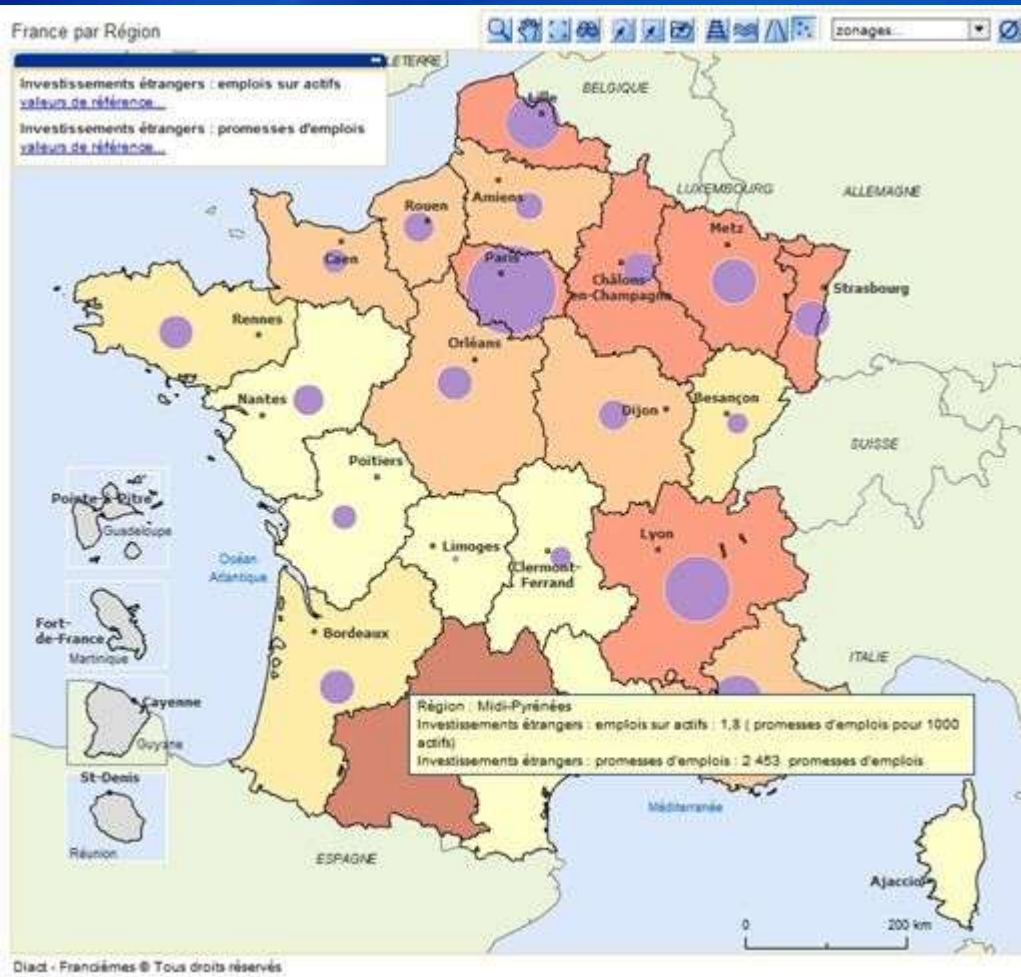 France par Région
zonages...
LETERRE
Investissements étrangers : emplois sur actifs
valeurs de référence...
Investissements étrangers : promesses d'emplois
valeurs de référence...
BELGIQUE
Lille
LUXEMBOURG
ALLEMAGNE
Amiens
Rouen
Metz
Caen
Paris
Châlons-
en-Champagne
Strasbourg
Rennes
Orléans
Nantes
Dijon
Besançon
SUISSE
Poitiers
Pointe-à-Pitre
Guadeloupe
Lyon
Limoges
Clermont-
Ferrand
Océan
Atlantique
Fort-
de-France
Martinique
Bordeaux
ITALIE
Cayenne
Guyane
Région : Midi-Pyrénées
Investissements étrangers : emplois sur actifs : 1,8 ( promesses d'emplois pour 1000
actifs)
Investissements étrangers : promesses d'emplois : 2 453 promesses d'emplois
St-Denis
Réunion
Méditerranée
ESPAGNE
Ajaccio
0 200 km
Diact - Francièmes © Tous droits réservés